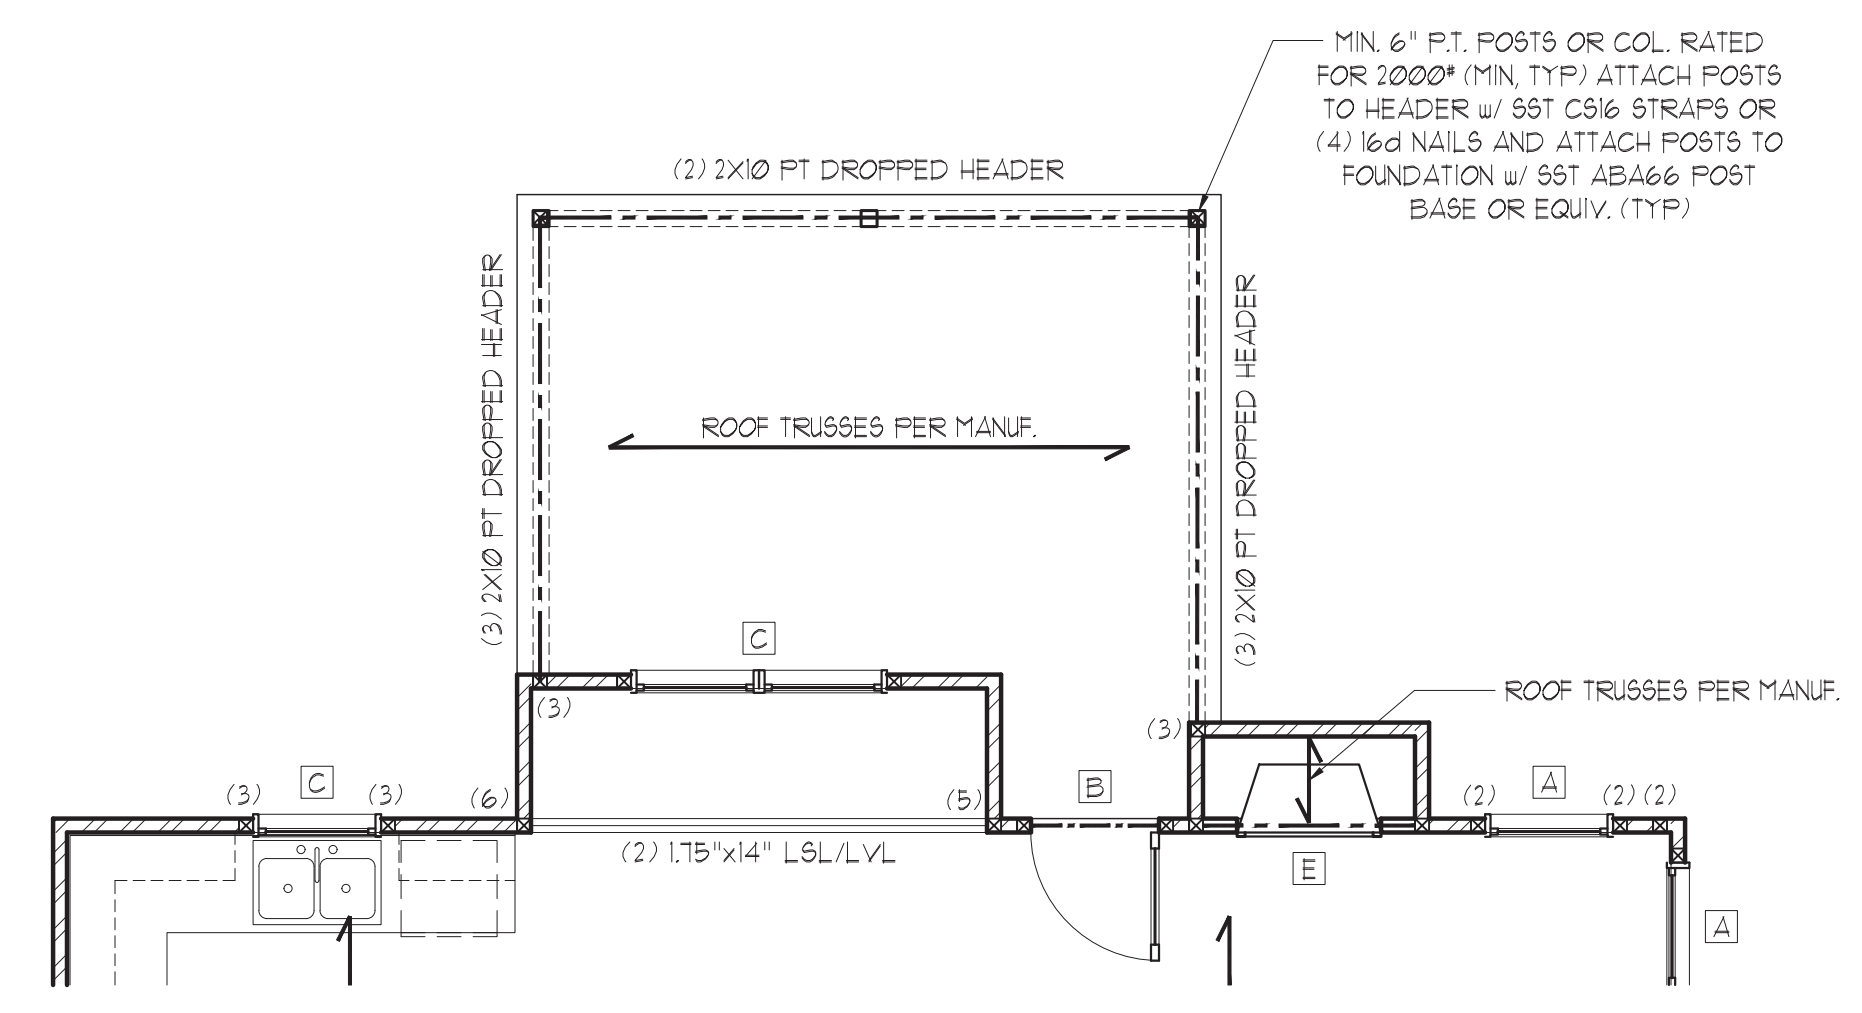 MIN. 6" P.T. POSTS OR COL. RATED
FOR 2000# (MIN, TYP) ATTACH POSTS
TO HEADER w/ SST CS16 STRAPS OR
(4) 16d NAILS AND ATTACH POSTS TO
FOUNDATION w/ SST ABA66 POST
BASE OR EQUIV. (TYP)
(2) 2X10 PT DROPPED HEADER
(3) 2X10 PT DROPPED HEADER
(3) 2X10 PT DROPPED HEADER
ROOF TRUSSES PER MANUF.
C
ROOF TRUSSES PER MANUF.
(3)
(3)
(3)
C
(3)
(6)
(5)
B
(2)
A
(2) (2)
(2) 1.75"x14" LSL/LVL
E
A